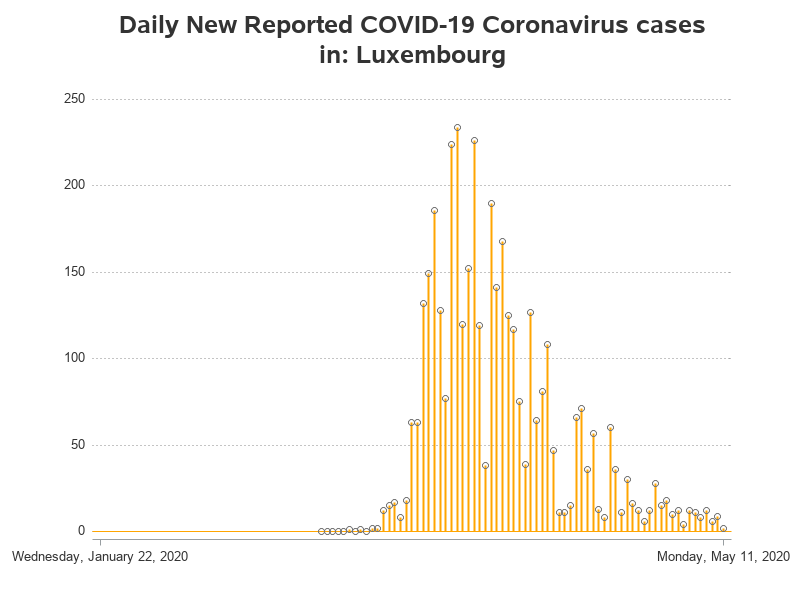 Daily New Reported COVID-19 Coronavirus cases
in: Luxembourg
250
200
150
100
50
0
Wednesday, January 22, 2020
Monday, May 11, 2020